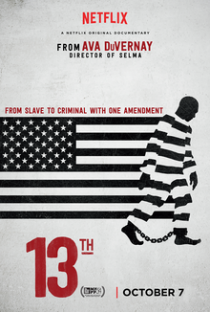 NETFLIX
A NETFLIX ORIGINAL DOCUMENTARY
FROM AVA DuVERNAY
DIRECTOR OF SELMA
FROM SLAVE TO CRIMINAL WITH ONE AMENDMENT
13TH
OCTOBER 7